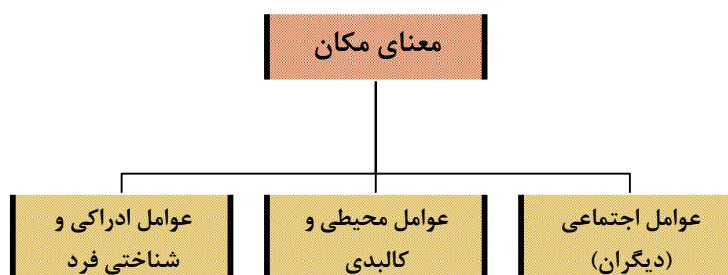 معنای مکان
عوامل اجتماعی
(دیگران)
عوامل محیطی و
کالبدی
عوامل ادراکی و
شناختی فرد